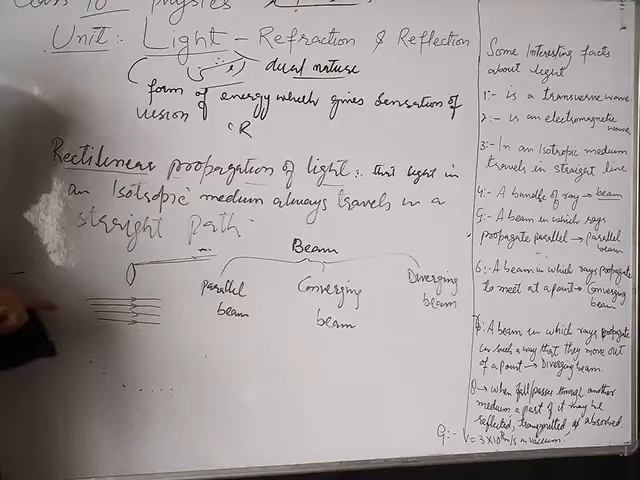 Class 10 Physics
Unit:- Light - Refraction & Reflection
dual nature
form of energy which gives sensation of
vision
Rectilinear propagation of light:- that light in
an Isotropic medium always travels in a
straight path
Beam
Parallel
beam
Converging
beam
Diverging
beam
Some Interesting facts
about light
1:- is a transverse wave
2:- is an electromagnetic
wave
3:- In an Isotropic medium
travels in straight line
4:- A bundle of ray → beam
5:- A beam in which rays
propagate parallel → parallel
beam
6:- A beam in which rays propagate
to meet at a point → Converging
beam
7:- A beam in which rays propagate
in such a way that they move out
of a point → Diverging beam
8 → when fall/passes through another
medium a part of it may be
reflected, transmitted or absorbed
9:- V = 3×10⁸ m/s in vacuum